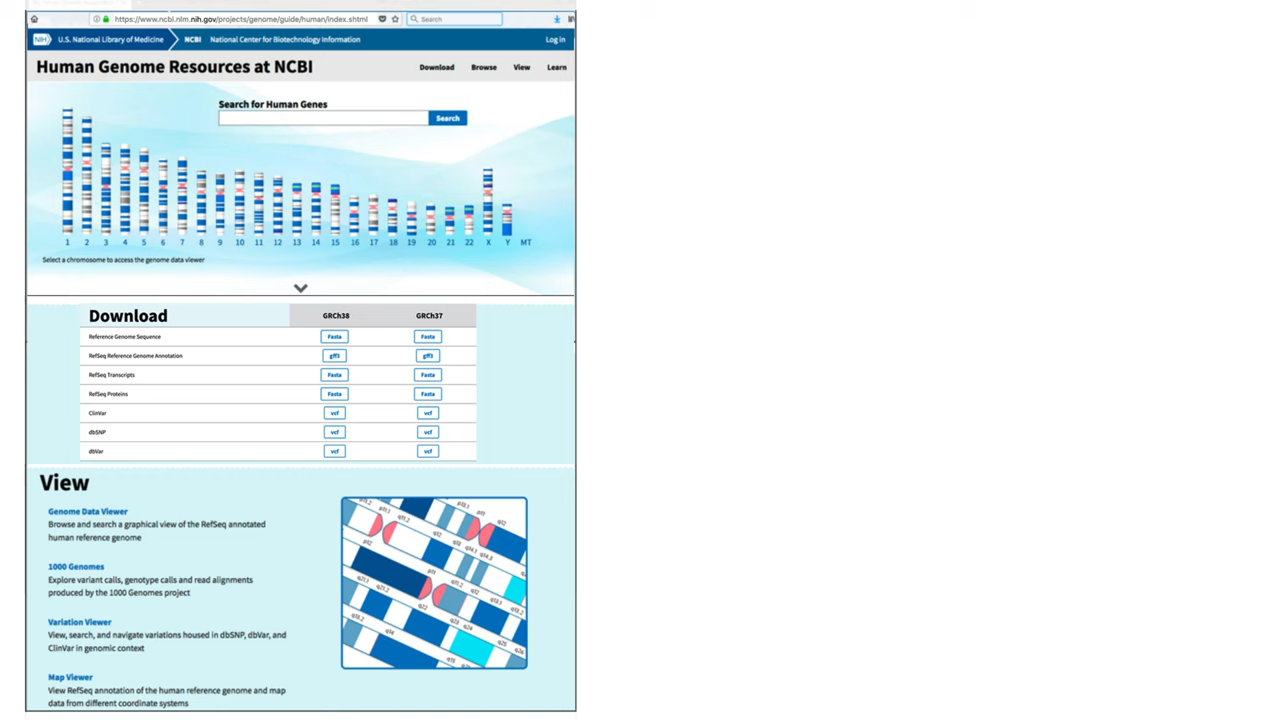 https://www.ncbi.nlm.nih.gov/projects/genome/guide/human/index.shtml
Search
NIH U.S. National Library of Medicine NCBI National Center for Biotechnology Information Log in
Human Genome Resources at NCBI Download Browse View Learn
Search for Human Genes
Search
1 2 3 4 5 6 7 8 9 10 11 12 13 14 15 16 17 18 19 20 21 22 X Y MT
Select a chromosome to access the genome data viewer
Download GRCh38 GRCh37
Reference Genome Sequence Fasta Fasta
RefSeq Reference Genome Annotation gff3 gff3
RefSeq Transcripts Fasta Fasta
RefSeq Proteins Fasta Fasta
ClinVar vcf vcf
dbSNP vcf vcf
dbVar vcf vcf
View
Genome Data Viewer
Browse and search a graphical view of the RefSeq annotated
human reference genome
1000 Genomes
Explore variant calls, genotype calls and read alignments
produced by the 1000 Genomes project
Variation Viewer
View, search, and navigate variations housed in dbSNP, dbVar, and
ClinVar in genomic context
Map Viewer
View RefSeq annotation of the human reference genome and map
data from different coordinate systems